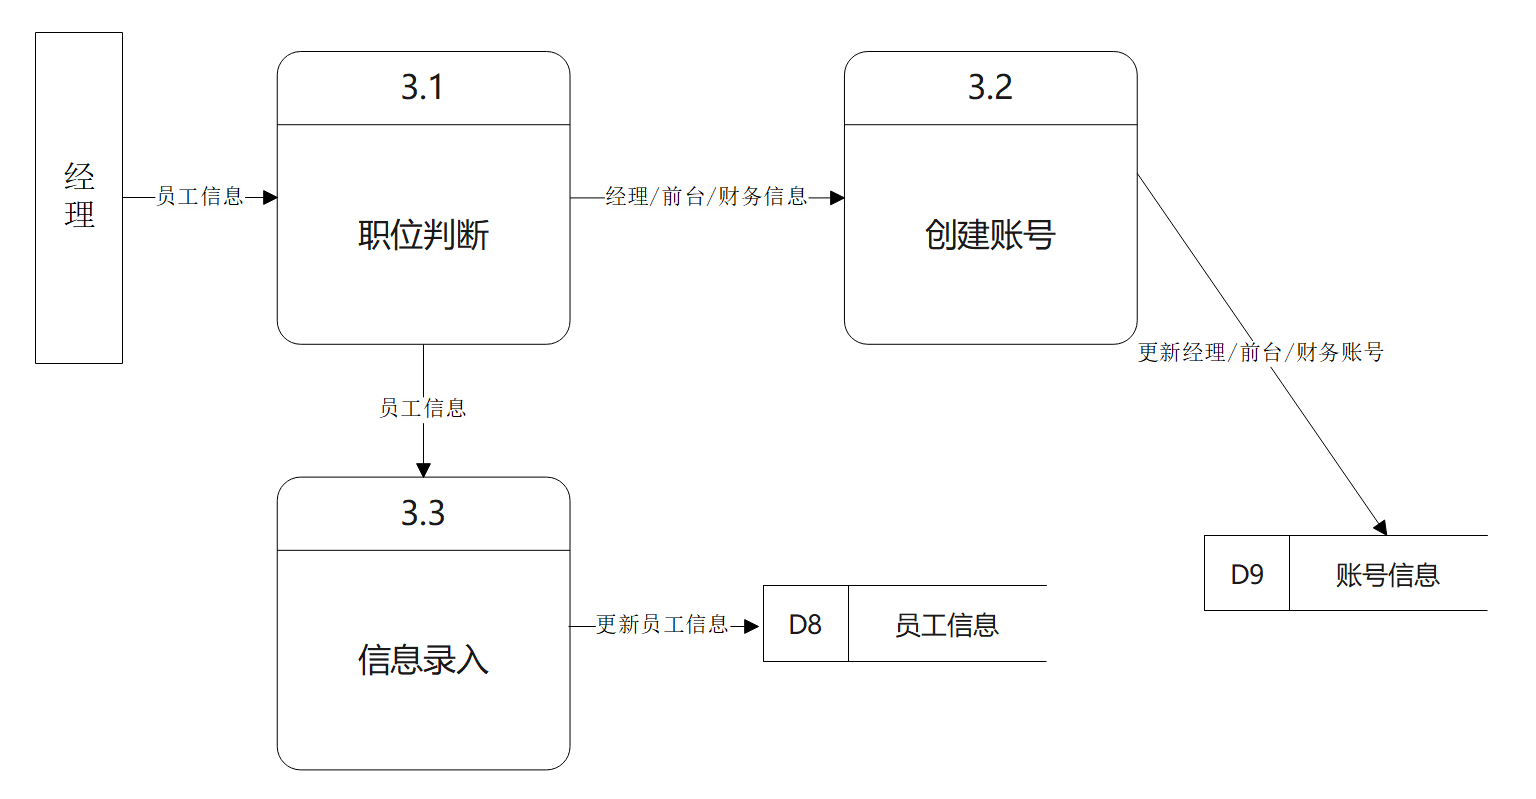 经
理
员工信息
3.1
职位判断
经理/前台/财务信息
3.2
创建账号
更新经理/前台/财务账号
员工信息
3.3
信息录入
更新员工信息
D8
员工信息
D9
账号信息